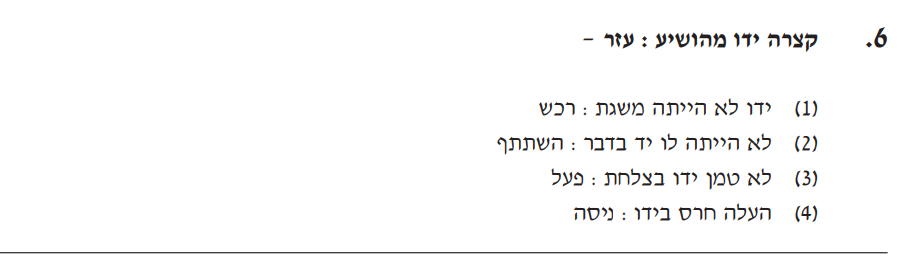 6. קצרה ידו מהושיע : עזר –
(1) ידו לא הייתה משגת : רכש
(2) לא הייתה לו יד בדבר : השתתף
(3) לא טמן ידו בצלחת : פעל
(4) העלה חרס בידו : ניסה